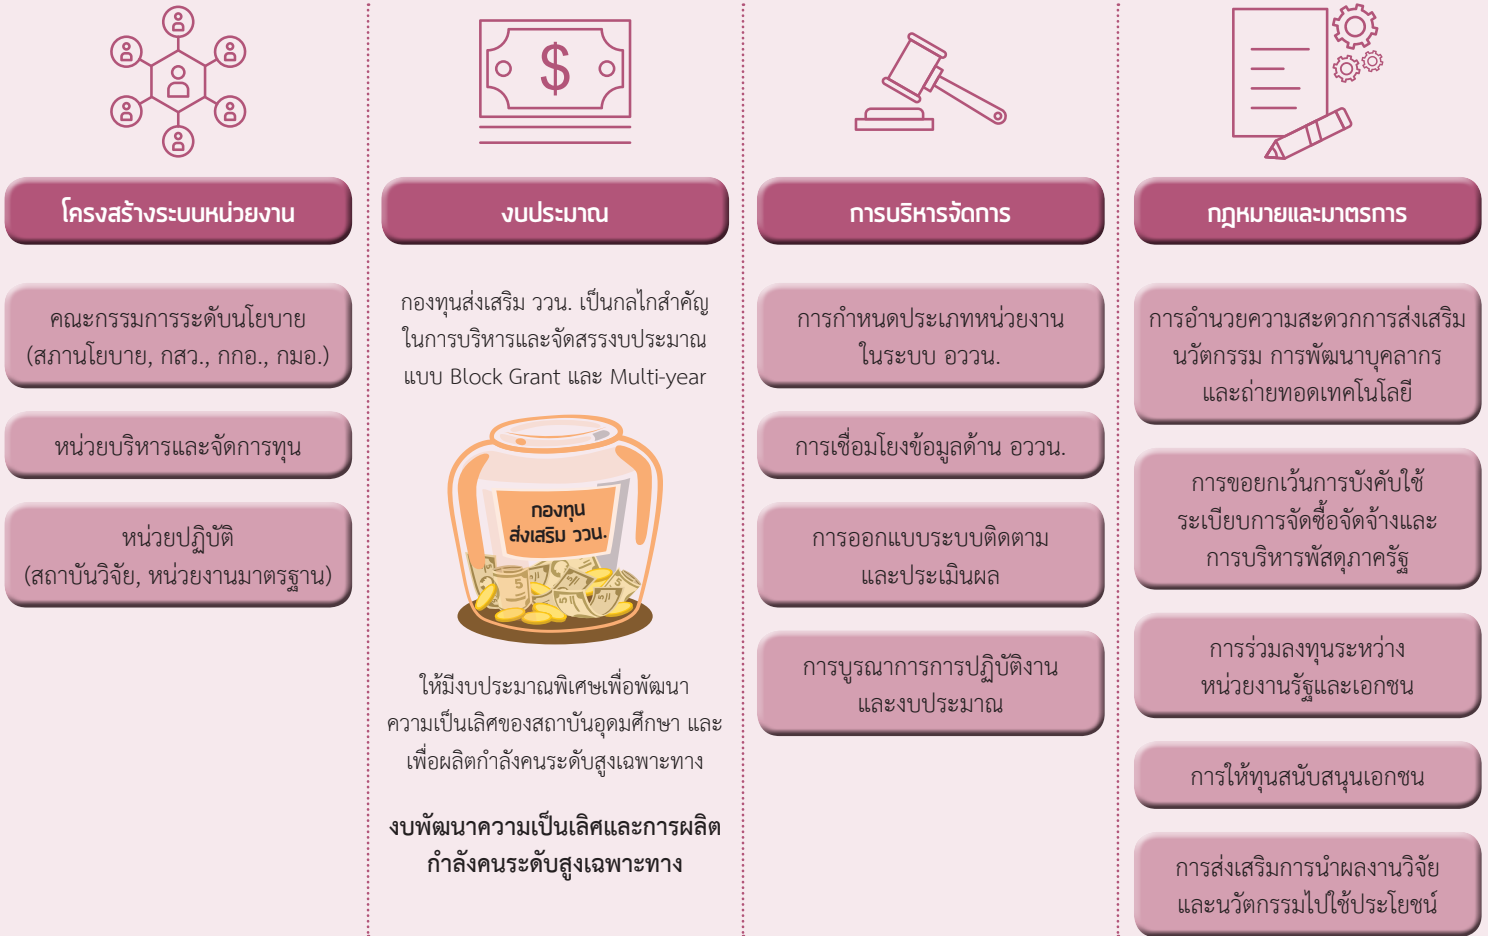 โครงสร้างระบบหน่วยงาน
คณะกรรมการระดับนโยบาย
(สภานโยบาย, กสว., กกอ., กมอ.)
หน่วยบริหารและจัดการทุน
หน่วยปฏิบัติ
(สถาบันวิจัย, หน่วยงานมาตรฐาน)
งบประมาณ
กองทุนส่งเสริม ววน. เป็นกลไกสำคัญ
ในการบริหารและจัดสรรงบประมาณ
แบบ Block Grant และ Multi-year
$
กองทุน
ส่งเสริม ววน.
ให้มีงบประมาณพิเศษเพื่อพัฒนา
ความเป็นเลิศของสถาบันอุดมศึกษา และ
เพื่อผลิตกำลังคนระดับสูงเฉพาะทาง
งบพัฒนาความเป็นเลิศและการผลิต
กำลังคนระดับสูงเฉพาะทาง
การบริหารจัดการ
การกำหนดประเภทหน่วยงาน
ในระบบ อววน.
การเชื่อมโยงข้อมูลด้าน อววน.
การออกแบบระบบติดตาม
และประเมินผล
การบูรณาการการปฏิบัติงาน
และงบประมาณ
กฎหมายและมาตรการ
การอำนวยความสะดวกการส่งเสริม
นวัตกรรม การพัฒนาบุคลากร
และถ่ายทอดเทคโนโลยี
การขอยกเว้นการบังคับใช้
ระเบียบการจัดซื้อจัดจ้างและ
การบริหารพัสดุภาครัฐ
การร่วมลงทุนระหว่าง
หน่วยงานรัฐและเอกชน
การให้ทุนสนับสนุนเอกชน
การส่งเสริมการนำผลงานวิจัย
และนวัตกรรมไปใช้ประโยชน์